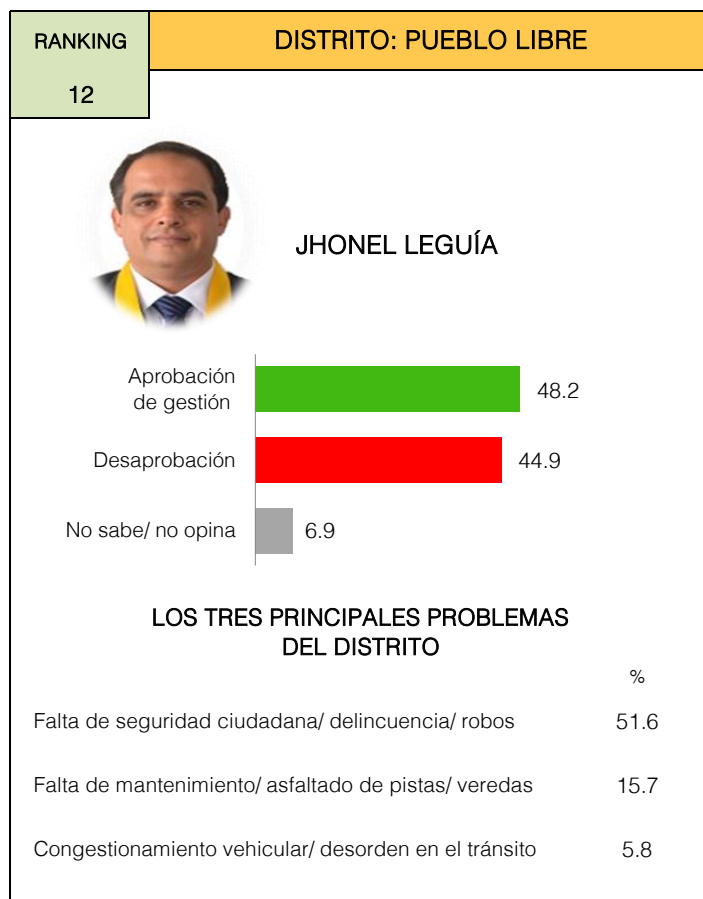 RANKING
12
DISTRITO: PUEBLO LIBRE
JHONEL LEGUÍA
Aprobación
de gestión
48.2
Desaprobación
44.9
No sabe/ no opina
6.9
LOS TRES PRINCIPALES PROBLEMAS
DEL DISTRITO
%
Falta de seguridad ciudadana/ delincuencia/ robos 51.6
Falta de mantenimiento/ asfaltado de pistas/ veredas 15.7
Congestionamiento vehicular/ desorden en el tránsito 5.8